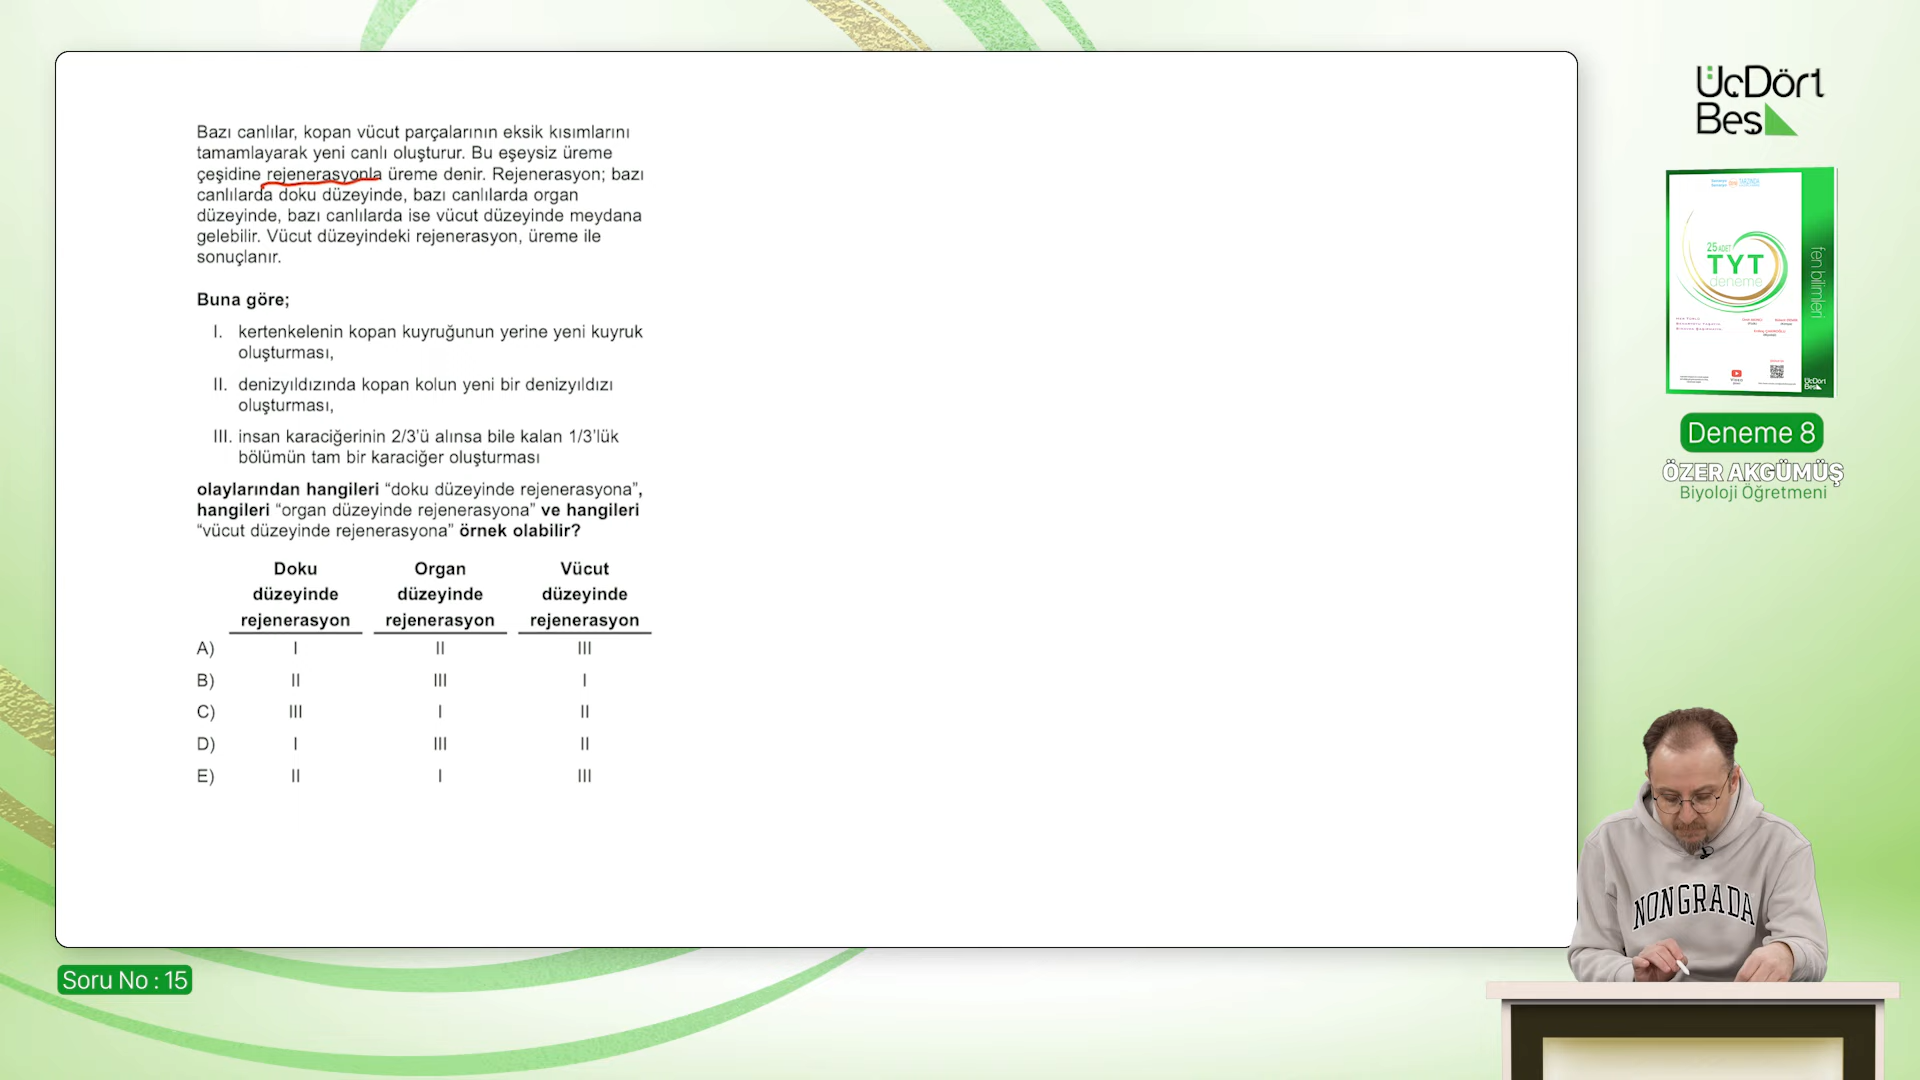 Bazı canlılar, kopan vücut parçalarının eksik kısımlarını
tamamlayarak yeni canlı oluşturur. Bu eşeysiz üreme
çeşidine rejenerasyonla üreme denir. Rejenerasyon; bazı
canlılarda doku düzeyinde, bazı canlılarda organ
düzeyinde, bazı canlılarda ise vücut düzeyinde meydana
gelebilir. Vücut düzeyindeki rejenerasyon, üreme ile
sonuçlanır.
Buna göre;
I. kertenkelenin kopan kuyruğunun yerine yeni kuyruk
oluşturması,
II. denizyıldızında kopan kolun yeni bir denizyıldızı
oluşturması,
III. insan karaciğerinin 2/3'ü alınsa bile kalan 1/3'lük
bölümün tam bir karaciğer oluşturması
olaylarından hangileri “doku düzeyinde rejenerasyona”,
hangileri “organ düzeyinde rejenerasyona” ve hangileri
“vücut düzeyinde rejenerasyona” örnek olabilir?
Doku düzeyinde rejenerasyon Organ düzeyinde rejenerasyon Vücut düzeyinde rejenerasyon
A) I II III
B) II III I
C) III I II
D) I III II
E) II I III
Soru No : 15
ÜçDört
Beş
25 ADET
TYT
deneme
fen bilimleri
ÜçDört
Beş
Deneme 8
ÖZER AKGÜMÜŞ
Biyoloji Öğretmeni
NONGRADA